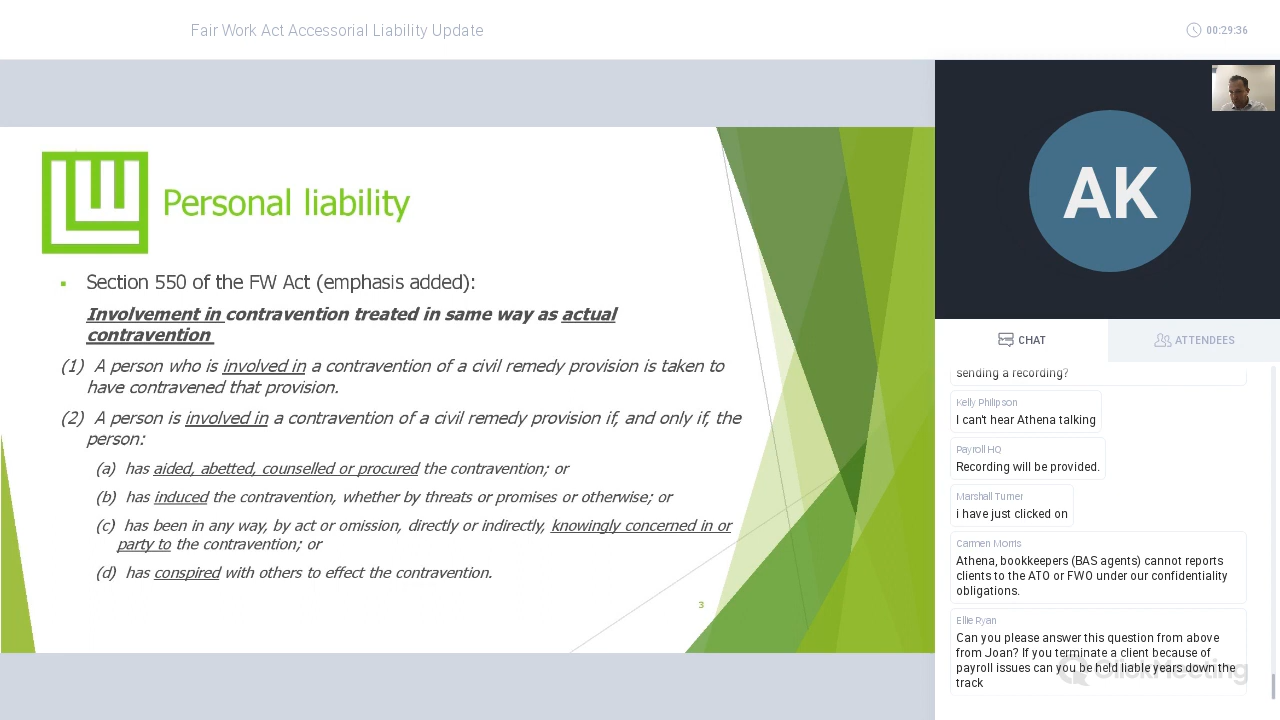 Fair Work Act Accessorial Liability Update
00:29:36
Personal liability
Section 550 of the FW Act (emphasis added):
Involvement in contravention treated in same way as actual
contravention
(1) A person who is involved in a contravention of a civil remedy provision is taken to
have contravened that provision.
(2) A person is involved in a contravention of a civil remedy provision if, and only if, the
person:
(a) has aided, abetted, counselled or procured the contravention; or
(b) has induced the contravention, whether by threats or promises or otherwise; or
(c) has been in any way, by act or omission, directly or indirectly, knowingly concerned in or
party to the contravention; or
(d) has conspired with others to effect the contravention.
3
AK
CHAT
ATTENDEES
sending a recording?
Kelly Philipson
I can't hear Athena talking
Payroll HQ
Recording will be provided.
Marshall Turner
i have just clicked on
Carmen Morris
Athena, bookkeepers (BAS agents) cannot reports
clients to the ATO or FWO under our confidentiality
obligations.
Ellie Ryan
Can you please answer this question from above
from Joan? If you terminate a client because of
payroll issues can you be held liable years down the
track
ClickMeeting